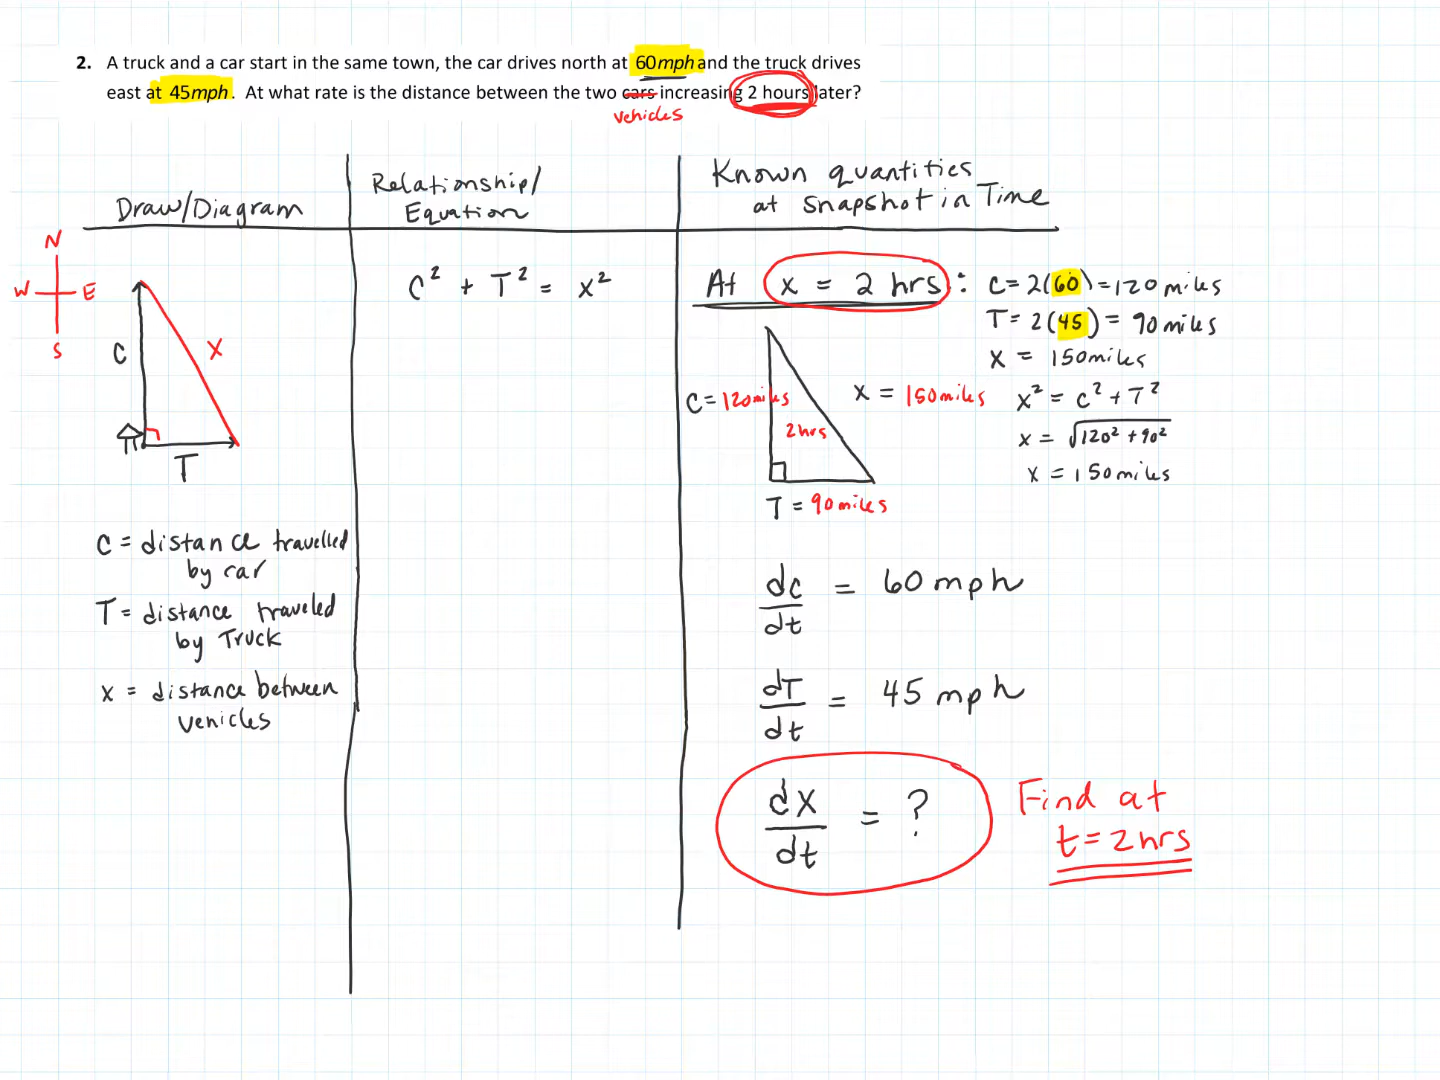 2. A truck and a car start in the same town, the car drives north at 60mph and the truck drives
east at 45mph. At what rate is the distance between the two cars increasing 2 hours later?
vehicles
Draw/Diagram
Relationship/
Equation
Known quantities
at snapshot in Time
N
W E
S
C
X
T
C = distance travelled
by car
T = distance traveled
by Truck
x = distance between
vehicles
C² + T² = x²
At x = 2 hrs :
C = 2(60) = 120 miles
T = 2(45) = 90 miles
X = 150 miles
C = 120 miles
X = 150 miles
2 hrs
T = 90 miles
x² = c² + T²
x = √120² + 90²
x = 150 miles
dc/dt = 60 mph
dT/dt = 45 mph
dx/dt = ?
Find at
t = 2 hrs